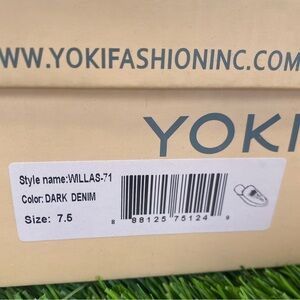 WWW.YOKIFASHIONINC.COM
YOKI
Style name:WILLAS-71
Color: DARK DENIM
Size: 7.5
8 88125 75124 9